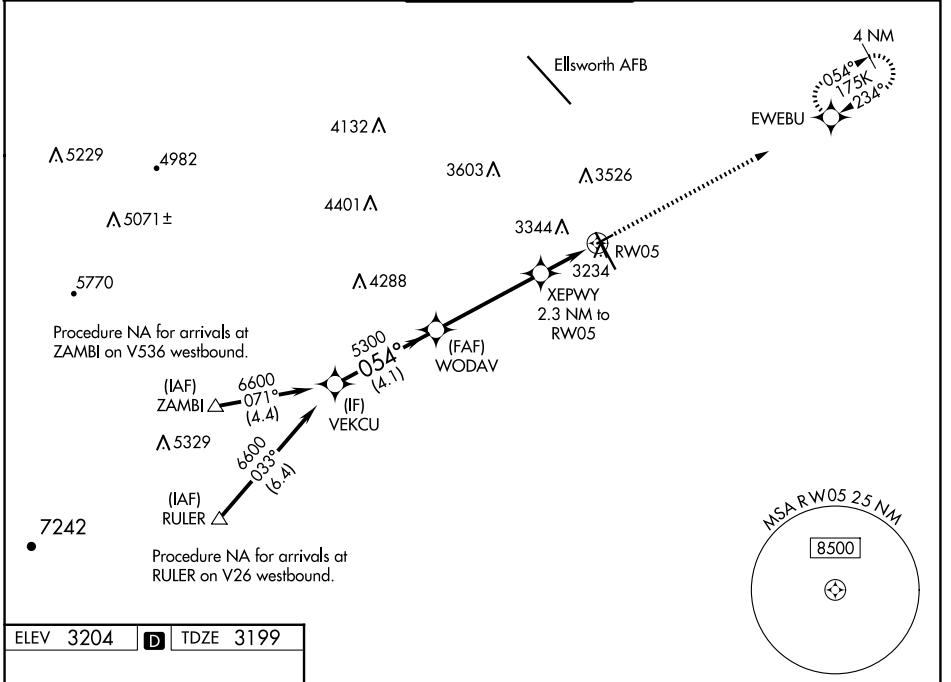 4 NM
Ellsworth AFB
054°
175K
234°
EWEBU
4132
5229
4982
3603
3526
4401
5071±
3344
RW05
3234
5770
4288
XEPWY
2.3 NM to
RW05
Procedure NA for arrivals at
ZAMBI on V536 westbound.
5300
054°
(4.1)
(FAF)
WODAV
(IAF)
ZAMBI
6600
071°
(4.4)
(IF)
VEKCU
5329
6600
033°
(6.4)
(IAF)
RULER
7242
Procedure NA for arrivals at
RULER on V26 westbound.
MSA RW05 25 NM
8500
ELEV 3204 D TDZE 3199